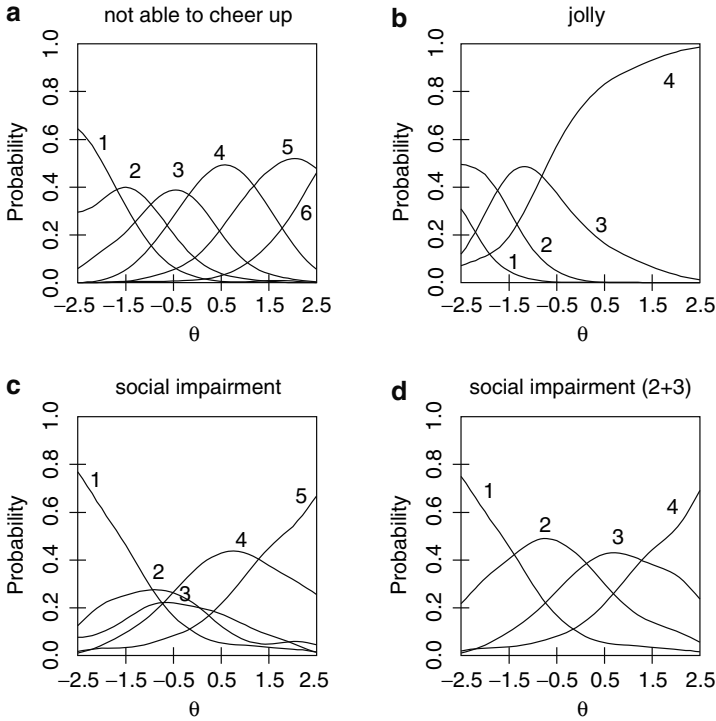 a not able to cheer up
Probability
0.0 0.2 0.4 0.6 0.8 1.0
1 2 3 4 5 6
−2.5 −1.5 −0.5 0.5 1.5 2.5
θ
b jolly
Probability
0.0 0.2 0.4 0.6 0.8 1.0
1 2 3 4
−2.5 −1.5 −0.5 0.5 1.5 2.5
θ
c social impairment
Probability
0.0 0.2 0.4 0.6 0.8 1.0
1 2 3 4 5
−2.5 −1.5 −0.5 0.5 1.5 2.5
θ
d social impairment (2+3)
Probability
0.0 0.2 0.4 0.6 0.8 1.0
1 2 3 4
−2.5 −1.5 −0.5 0.5 1.5 2.5
θ